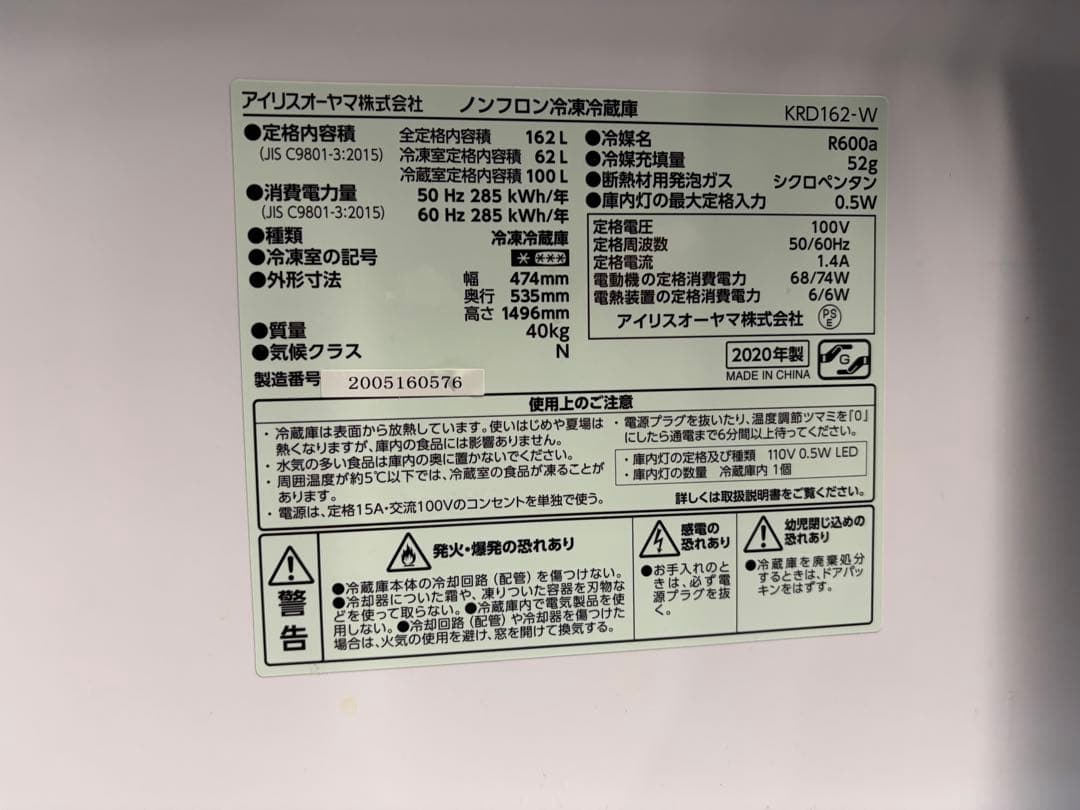 アイリスオーヤマ株式会社 ノンフロン冷凍冷蔵庫 KRD162-W
●定格内容積 全定格内容積 162 L
(JIS C9801-3:2015) 冷凍室定格内容積 62 L
冷蔵室定格内容積 100 L
●消費電力量 50 Hz 285 kWh/年
(JIS C9801-3:2015) 60 Hz 285 kWh/年
●種類 冷凍冷蔵庫
●冷凍室の記号 * ***
●外形寸法 幅 474mm
奥行 535mm
高さ 1496mm
●質量 40kg
●気候クラス N
製造番号 2005160576
●冷媒名 R600a
●冷媒充填量 52g
●断熱材用発泡ガス シクロペンタン
●庫内灯の最大定格入力 0.5W
定格電圧 100V
定格周波数 50/60Hz
定格電流 1.4A
電動機の定格消費電力 68/74W
電熱装置の定格消費電力 6/6W
アイリスオーヤマ株式会社 PSE
2020年製
MADE IN CHINA
G
使用上のご注意
・冷蔵庫は表面から放熱しています。使いはじめや夏場は
熱くなりますが、庫内の食品には影響ありません。
・水気の多い食品は庫内の奥に置かないでください。
・周囲温度が約5℃以下では、冷蔵室の食品が凍ることが
あります。
・電源は、定格15A・交流100Vのコンセントを単独で使う。
・電源プラグを抜いたり、温度調節ツマミを「0」
にしたら通電まで6分間以上待ってください。
・庫内灯の定格及び種類 110V 0.5W LED
・庫内灯の数量 冷蔵庫内 1個
詳しくは取扱説明書をご覧ください。
警告
発火・爆発の恐れあり
●冷蔵庫本体の冷却回路（配管）を傷つけない。
●冷却器についた霜や、凍りついた容器を刃物な
どを使って取らない。●冷蔵庫内で電気製品を使
用しない。●冷却回路（配管）や冷却器を傷つけた
場合は、火気の使用を避け、窓を開けて換気する。
感電の
恐れあり
●お手入れのと
きは、必ず電
源プラグを抜
く。
幼児閉じ込めの
恐れあり
●冷蔵庫を廃棄処分
するときは、ドアパッ
キンをはずす。